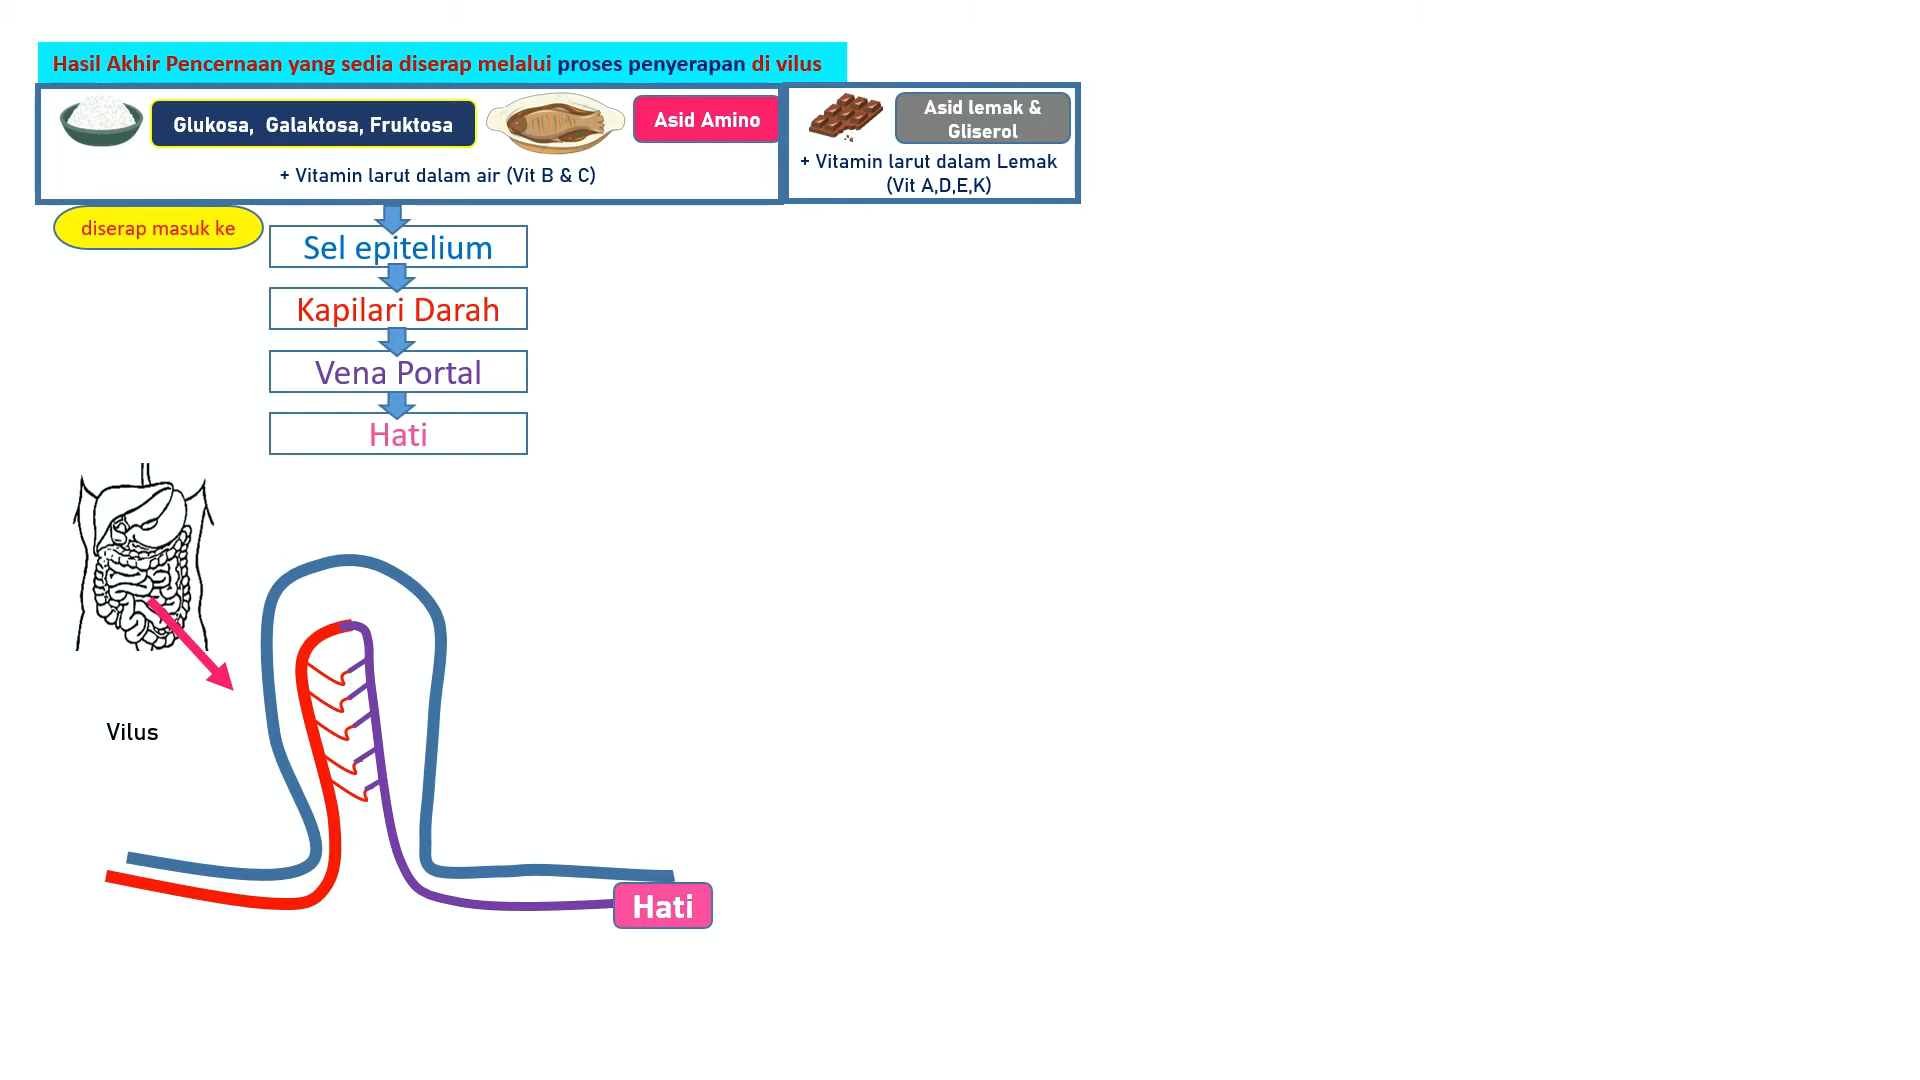 Hasil Akhir Pencernaan yang sedia diserap melalui proses penyerapan di vilus
Glukosa, Galaktosa, Fruktosa
Asid Amino
+ Vitamin larut dalam air (Vit B & C)
Asid lemak &
Gliserol
+ Vitamin larut dalam Lemak
(Vit A,D,E,K)
diserap masuk ke
Sel epitelium
Kapilari Darah
Vena Portal
Hati
Vilus
Hati